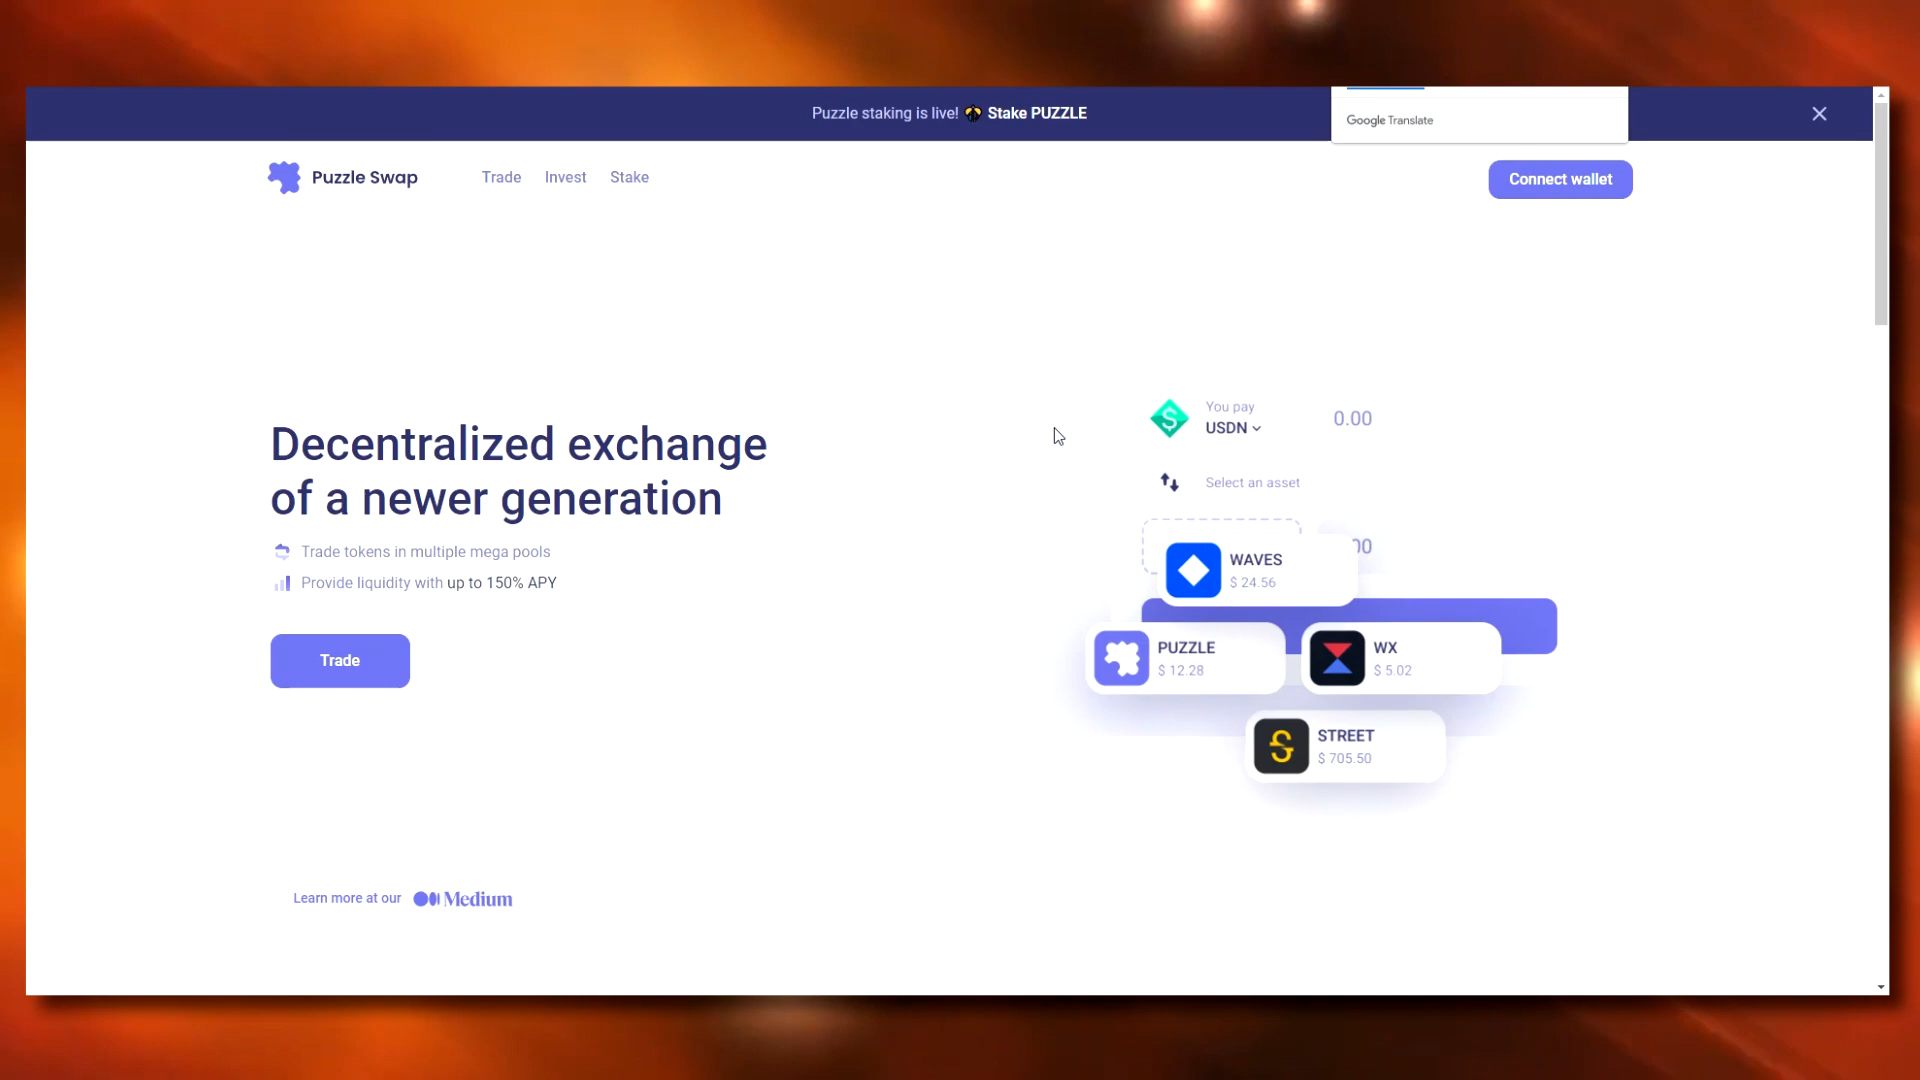 Puzzle staking is live! Stake PUZZLE
Google Translate
Puzzle Swap
Trade
Invest
Stake
Connect wallet
Decentralized exchange
of a newer generation
Trade tokens in multiple mega pools
Provide liquidity with up to 150% APY
Trade
You pay
USDN
0.00
Select an asset
WAVES
$ 24.56
PUZZLE
$ 12.28
WX
$ 5.02
STREET
$ 705.50
Learn more at our Medium